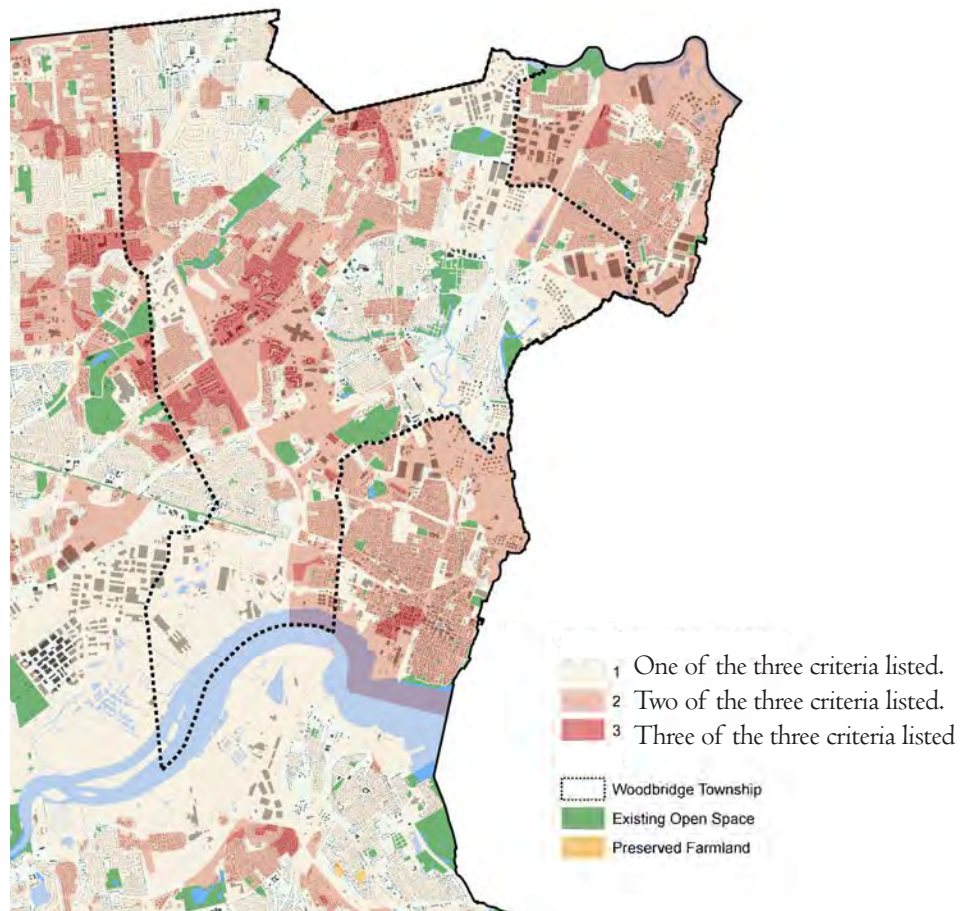 1 One of the three criteria listed.
2 Two of the three criteria listed.
3 Three of the three criteria listed
Woodbridge Township
Existing Open Space
Preserved Farmland